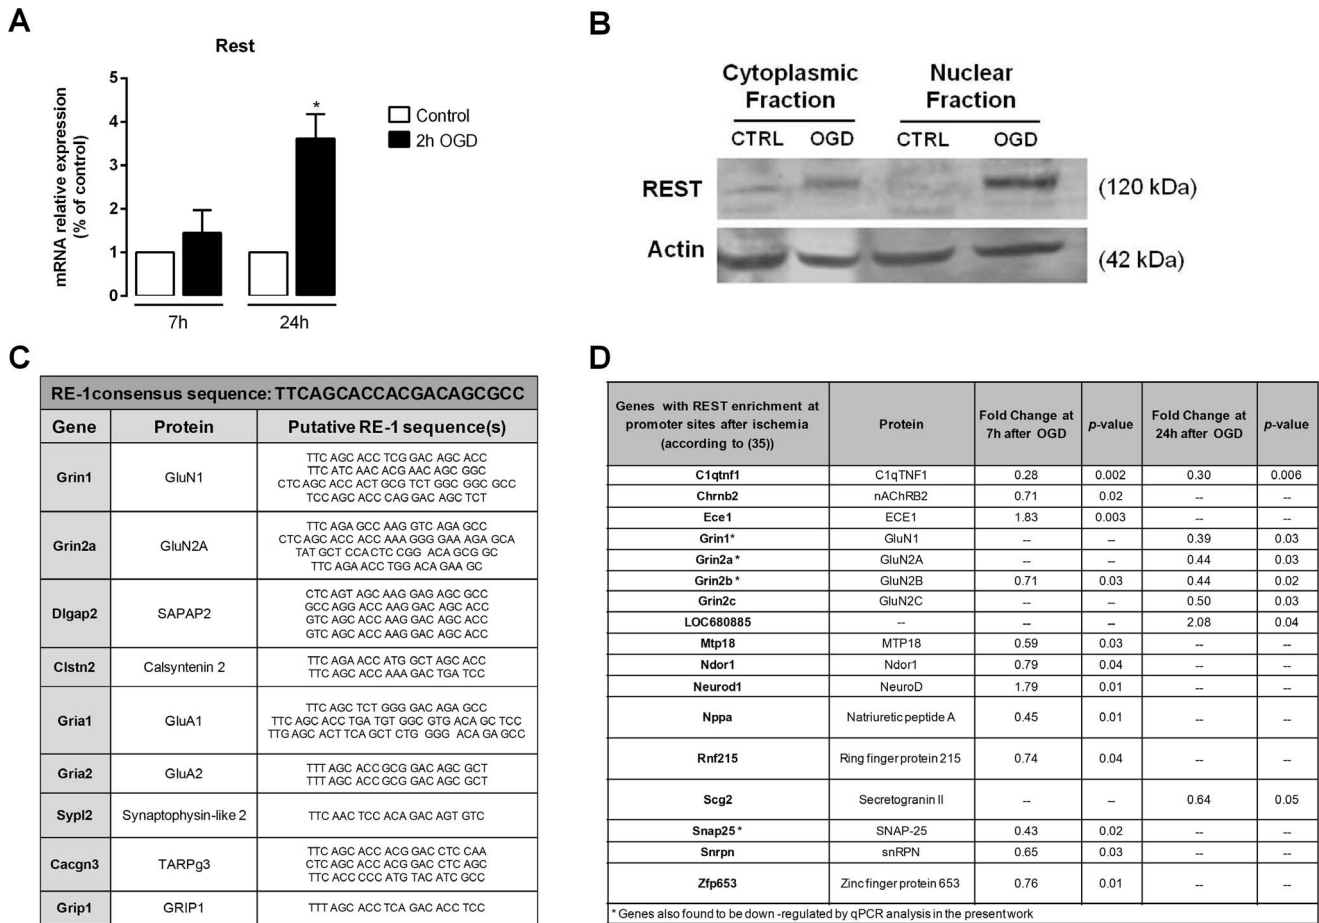 A
Rest
mRNA relative expression
(% of control)
5
4
3
2
1
0
*
Control
2h OGD
7h 24h
B
Cytoplasmic Fraction Nuclear Fraction
CTRL OGD CTRL OGD
REST (120 kDa)
Actin (42 kDa)
C
RE-1consensus sequence: TTCAGCACCACGACAGCGCC
Gene Protein Putative RE-1 sequence(s)
Grin1 GluN1
TTC AGC ACC TCG GAC AGC ACC
TTC ATC AAC ACG AAC AGC GGC
CTC AGC ACC ACT GCG TCT GGC GGC GCC
TCC AGC ACC CAG GAC AGC TCT
Grin2a GluN2A
TTC AGA GCC AAG GTC AGA GCC
CTC AGC ACC ACC AAA GGG GAA AGA GCA
TAT GCT CCA CTC CGG ACA GCG GC
TTC AGA ACC TGG ACA GAA GC
Dlgap2 SAPAP2
CTC AGT AGC AAG GAG AGC GCC
GCC AGG ACC AAG GAC AGC ACC
GTC AGC ACC AAG GAC AGC ACC
GTC AGC ACC AAG GAC AGC ACC
Clstn2 Calsyntenin 2
TTC AGA ACC ATG GCT AGC ACC
TTC AGC ACC AAA GAC TGA TCC
Gria1 GluA1
TTC AGC TCT GGG GAC AGA GCC
TTC AGC ACC TGA TGT GGC GTG ACA GC TCC
TTG AGC ACT TCA GCT CTG GGG ACA GA GCC
Gria2 GluA2
TTT AGC ACC GCG GAC AGC GCT
TTT AGC ACC GCG GAC AGC GCT
Sypl2 Synaptophysin-like 2 TTC AAC TCC ACA GAC AGT GTC
Cacgn3 TARPg3
TTC AGC ACC ACG GAC CTC CAA
CTC AGC ACC ACG GAC CTC AGC
TTC ACC CCC ATG TAC ATC GCC
Grip1 GRIP1 TTT AGC ACC TCA GAC ACC TCC
D
Genes with REST enrichment at promoter sites after ischemia (according to (35)) Protein Fold Change at 7h after OGD p-value Fold Change at 24h after OGD p-value
C1qtnf1 C1qTNF1 0.28 0.002 0.30 0.006
Chrnb2 nAChRB2 0.71 0.02 -- --
Ece1 ECE1 1.83 0.003 -- --
Grin1* GluN1 -- -- 0.39 0.03
Grin2a * GluN2A -- -- 0.44 0.03
Grin2b * GluN2B 0.71 0.03 0.44 0.02
Grin2c GluN2C -- -- 0.50 0.03
LOC680885 -- -- -- 2.08 0.04
Mtp18 MTP18 0.59 0.03 -- --
Ndor1 Ndor1 0.79 0.04 -- --
Neurod1 NeuroD 1.79 0.01 -- --
Nppa Natriuretic peptide A 0.45 0.01 -- --
Rnf215 Ring finger protein 215 0.74 0.04 -- --
Scg2 Secretogranin II -- -- 0.64 0.05
Snap25 * SNAP-25 0.43 0.02 -- --
Snrpn snRPN 0.65 0.03 -- --
Zfp653 Zinc finger protein 653 0.76 0.01 -- --
* Genes also found to be down -regulated by qPCR analysis in the present work